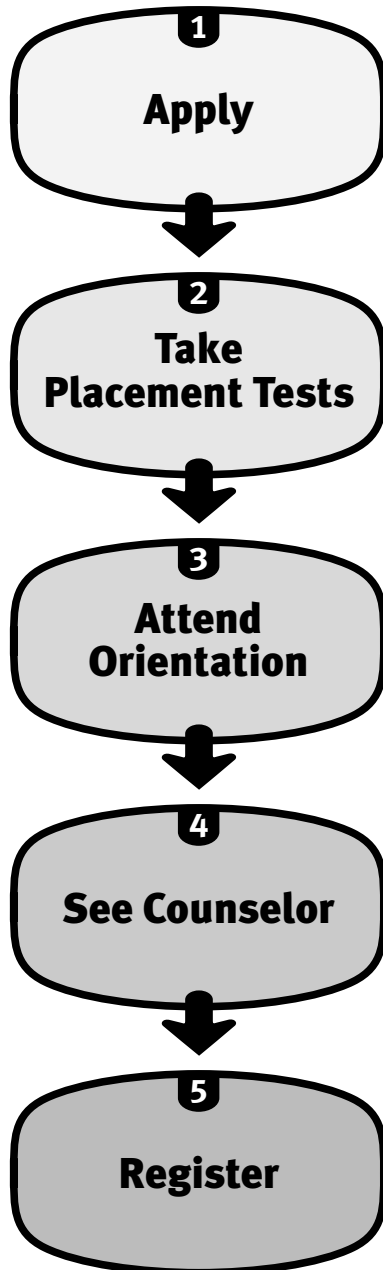 1
Apply
2
Take
Placement Tests
3
Attend
Orientation
4
See Counselor
5
Register